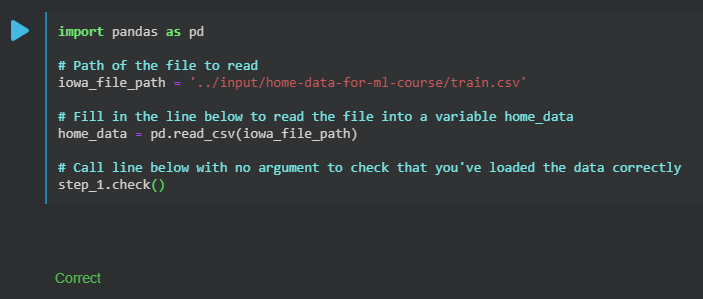 import pandas as pd
# Path of the file to read
iowa_file_path = '../input/home-data-for-ml-course/train.csv'
# Fill in the line below to read the file into a variable home_data
home_data = pd.read_csv(iowa_file_path)
# Call line below with no argument to check that you've loaded the data correctly
step_1.check()
Correct